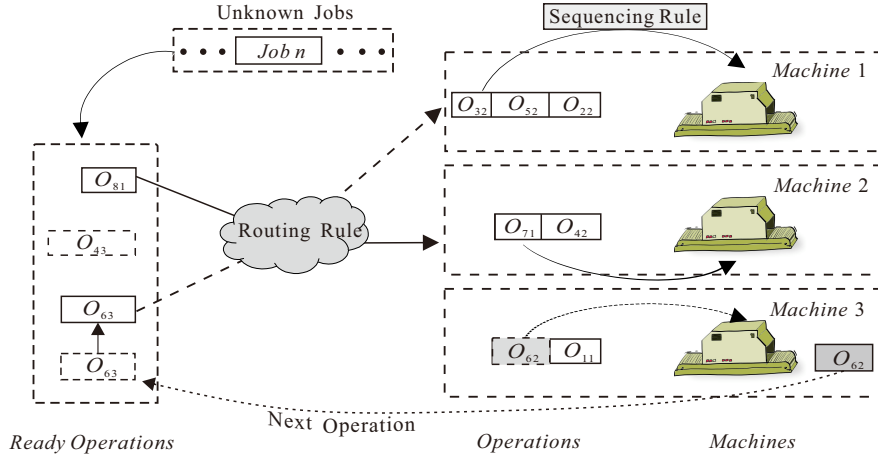 Unknown Jobs
• • • Job n • • •
Sequencing Rule
Machine 1
O32 O52 O22
O81
Machine 2
Routing Rule
O71 O42
O43
Machine 3
O63
O62 O11
O63
O62
Next Operation
Ready Operations
Operations
Machines